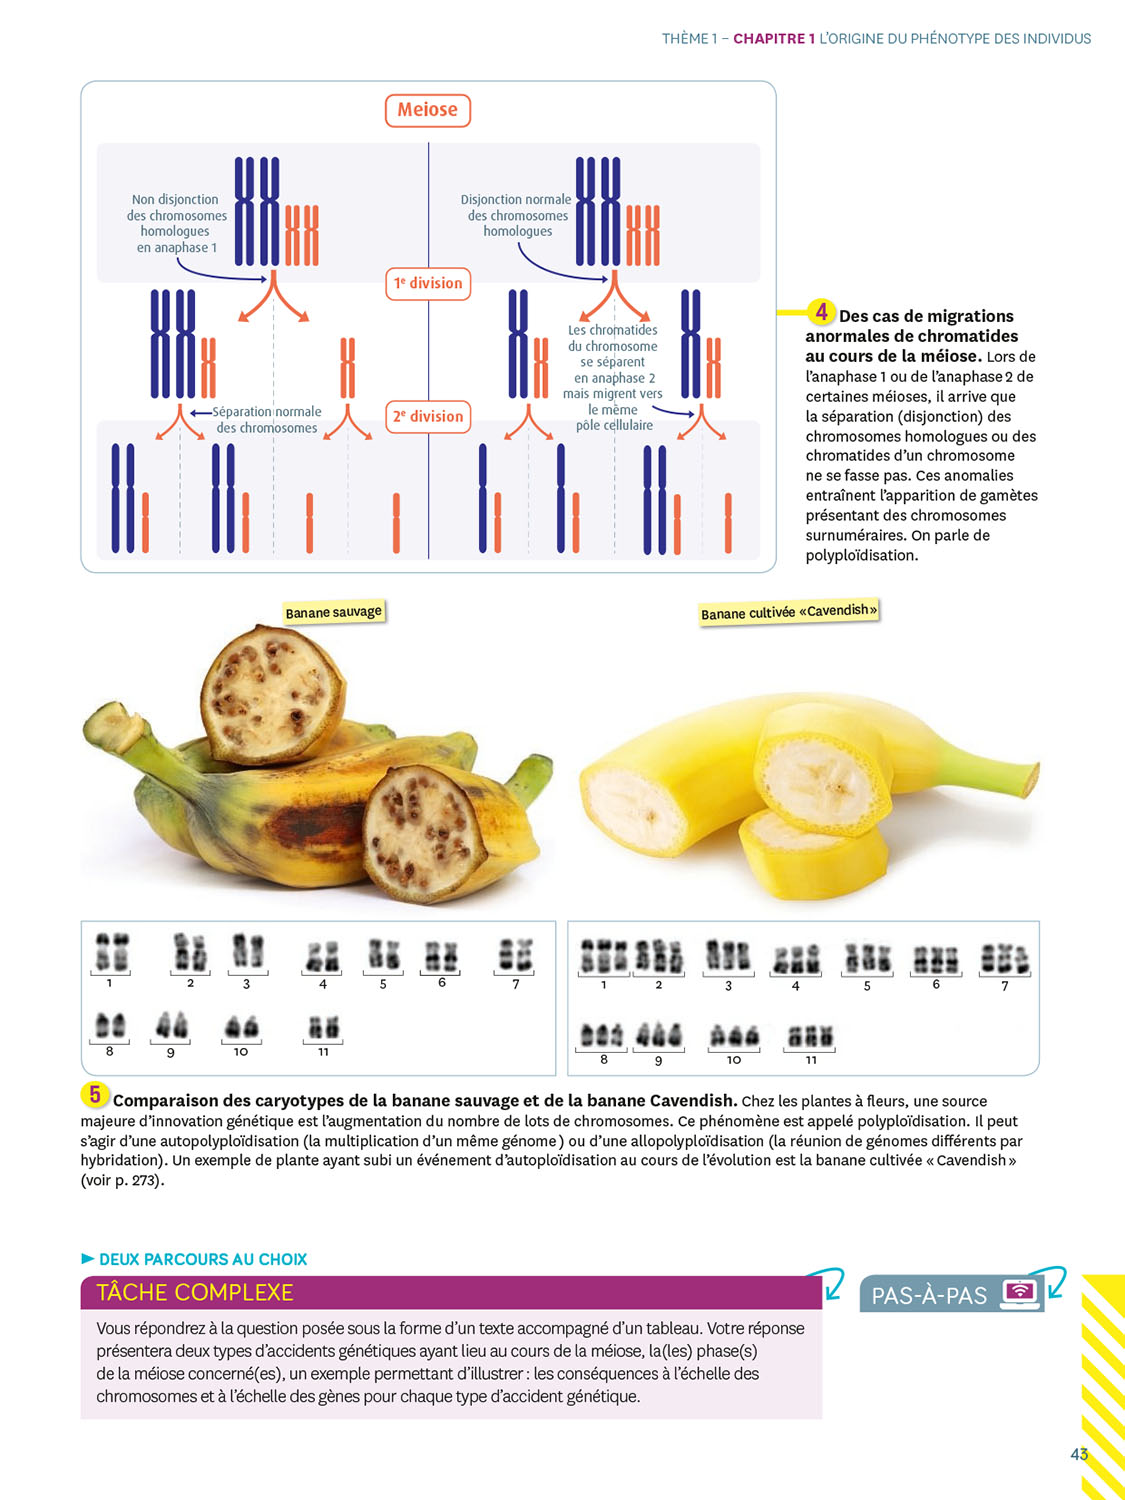 THÈME 1 – CHAPITRE 1 L'ORIGINE DU PHÉNOTYPE DES INDIVIDUS
Meiose
Non disjonction
des chromosomes
homologues
en anaphase 1
Disjonction normale
des chromosomes
homologues
1e division
Les chromatides
du chromosome
se séparent
en anaphase 2
mais migrent vers
le même
pôle cellulaire
Séparation normale
des chromosomes
2e division
4 Des cas de migrations
anormales de chromatides
au cours de la méiose. Lors de
l'anaphase 1 ou de l'anaphase 2 de
certaines méioses, il arrive que
la séparation (disjonction) des
chromosomes homologues ou des
chromatides d'un chromosome
ne se fasse pas. Ces anomalies
entraînent l'apparition de gamètes
présentant des chromosomes
surnuméraires. On parle de
polyploïdisation.
Banane sauvage
Banane cultivée «Cavendish»
1 2 3 4 5 6 7
8 9 10 11
1 2 3 4 5 6 7
8 9 10 11
5 Comparaison des caryotypes de la banane sauvage et de la banane Cavendish. Chez les plantes à fleurs, une source
majeure d'innovation génétique est l'augmentation du nombre de lots de chromosomes. Ce phénomène est appelé polyploïdisation. Il peut
s'agir d'une autopolyploïdisation (la multiplication d'un même génome) ou d'une allopolyploïdisation (la réunion de génomes différents par
hybridation). Un exemple de plante ayant subi un événement d'autoploïdisation au cours de l'évolution est la banane cultivée «Cavendish»
(voir p. 273).
► DEUX PARCOURS AU CHOIX
TÂCHE COMPLEXE
PAS-À-PAS
Vous répondrez à la question posée sous la forme d'un texte accompagné d'un tableau. Votre réponse
présentera deux types d'accidents génétiques ayant lieu au cours de la méiose, la(les) phase(s)
de la méiose concerné(es), un exemple permettant d'illustrer : les conséquences à l'échelle des
chromosomes et à l'échelle des gènes pour chaque type d'accident génétique.
43